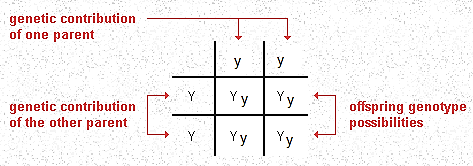 genetic contribution
of one parent
y y
genetic contribution
of the other parent
Y Yy Yy
Y Yy Yy
offspring genotype
possibilities